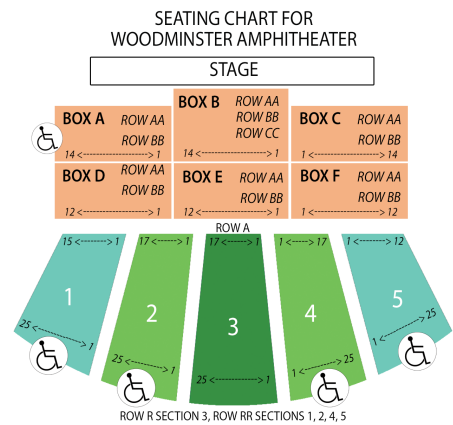 SEATING CHART FOR
WOODMINSTER AMPHITHEATER
STAGE
BOX A ROW AA
ROW BB
14 <------------> 1
BOX B ROW AA
ROW BB
ROW CC
14 <------------> 1
BOX C ROW AA
ROW BB
1 <------------> 14
BOX D ROW AA
ROW BB
12 <------------> 1
BOX E ROW AA
ROW BB
12 <------------> 1
BOX F ROW AA
ROW BB
1 <------------> 12
ROW A
15 <-------> 1
17 <-------> 1
17 <-------> 1
1 <-------> 17
1 <-------> 12
1
2
3
4
5
25 <-------> 1
25 <-------> 1
25 <-------> 1
1 <-------> 25
1 <-------> 25
ROW R SECTION 3, ROW RR SECTIONS 1, 2, 4, 5